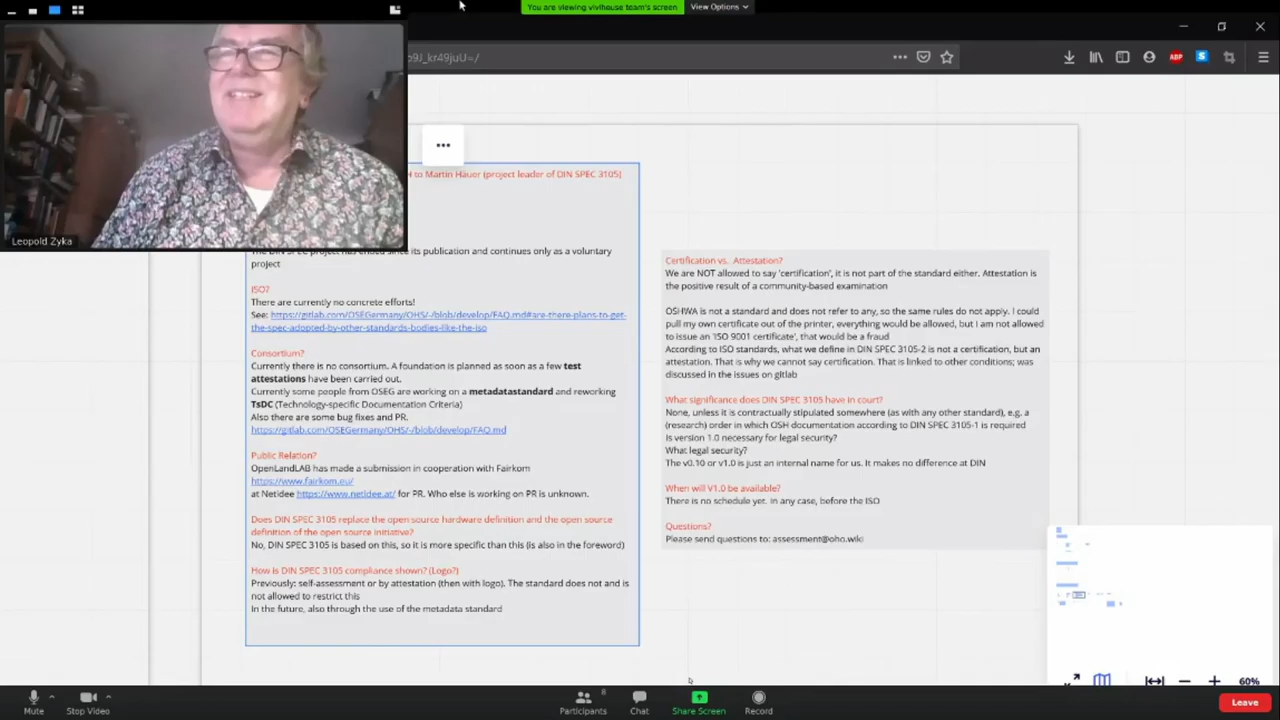 You are viewing vivihouse team's screen
View Options
o9J_kr49juU=/
ABP
S
Leopold Zyka
H to Martin Häuer (project leader of DIN SPEC 3105)
The DIN SPEC project has ended since its publication and continues only as a voluntary
project
ISO?
There are currently no concrete efforts!
See: https://gitlab.com/OSEGermany/OHS/-/blob/develop/FAQ.md#are-there-plans-to-get-
the-spec-adopted-by-other-standards-bodies-like-the-iso
Consortium?
Currently there is no consortium. A foundation is planned as soon as a few test
attestations have been carried out.
Currently some people from OSEG are working on a metadatastandard and reworking
TsDC (Technology-specific Documentation Criteria)
Also there are some bug fixes and PR.
https://gitlab.com/OSEGermany/OHS/-/blob/develop/FAQ.md
Public Relation?
OpenLandLAB has made a submission in cooperation with Fairkom
https://www.fairkom.eu/
at Netidee https://www.netidee.at/ for PR. Who else is working on PR is unknown.
Does DIN SPEC 3105 replace the open source hardware definition and the open source
definition of the open source initiative?
No, DIN SPEC 3105 is based on this, so it is more specific than this (is also in the foreword)
How is DIN SPEC 3105 compliance shown? (Logo?)
Previously: self-assessment or by attestation (then with logo). The standard does not and is
not allowed to restrict this
In the future, also through the use of the metadata standard
Certification vs. Attestation?
We are NOT allowed to say 'certification', it is not part of the standard either. Attestation is
the positive result of a community-based examination
OSHWA is not a standard and does not refer to any, so the same rules do not apply. I could
pull my own certificate out of the printer, everything would be allowed, but I am not allowed
to issue an 'ISO 9001 certificate', that would be a fraud
According to ISO standards, what we define in DIN SPEC 3105-2 is not a certification, but an
attestation. That is why we cannot say certification. That is linked to other conditions; was
discussed in the issues on gitlab
What significance does DIN SPEC 3105 have in court?
None, unless it is contractually stipulated somewhere (as with any other standard), e.g. a
(research) order in which OSH documentation according to DIN SPEC 3105-1 is required
Is version 1.0 necessary for legal security?
What legal security?
The v0.10 or v1.0 is just an internal name for us. It makes no difference at DIN
When will V1.0 be available?
There is no schedule yet. In any case, before the ISO
Questions?
Please send questions to: assessment@oho.wiki
60%
Mute
Stop Video
8
Participants
Chat
Share Screen
Record
Leave